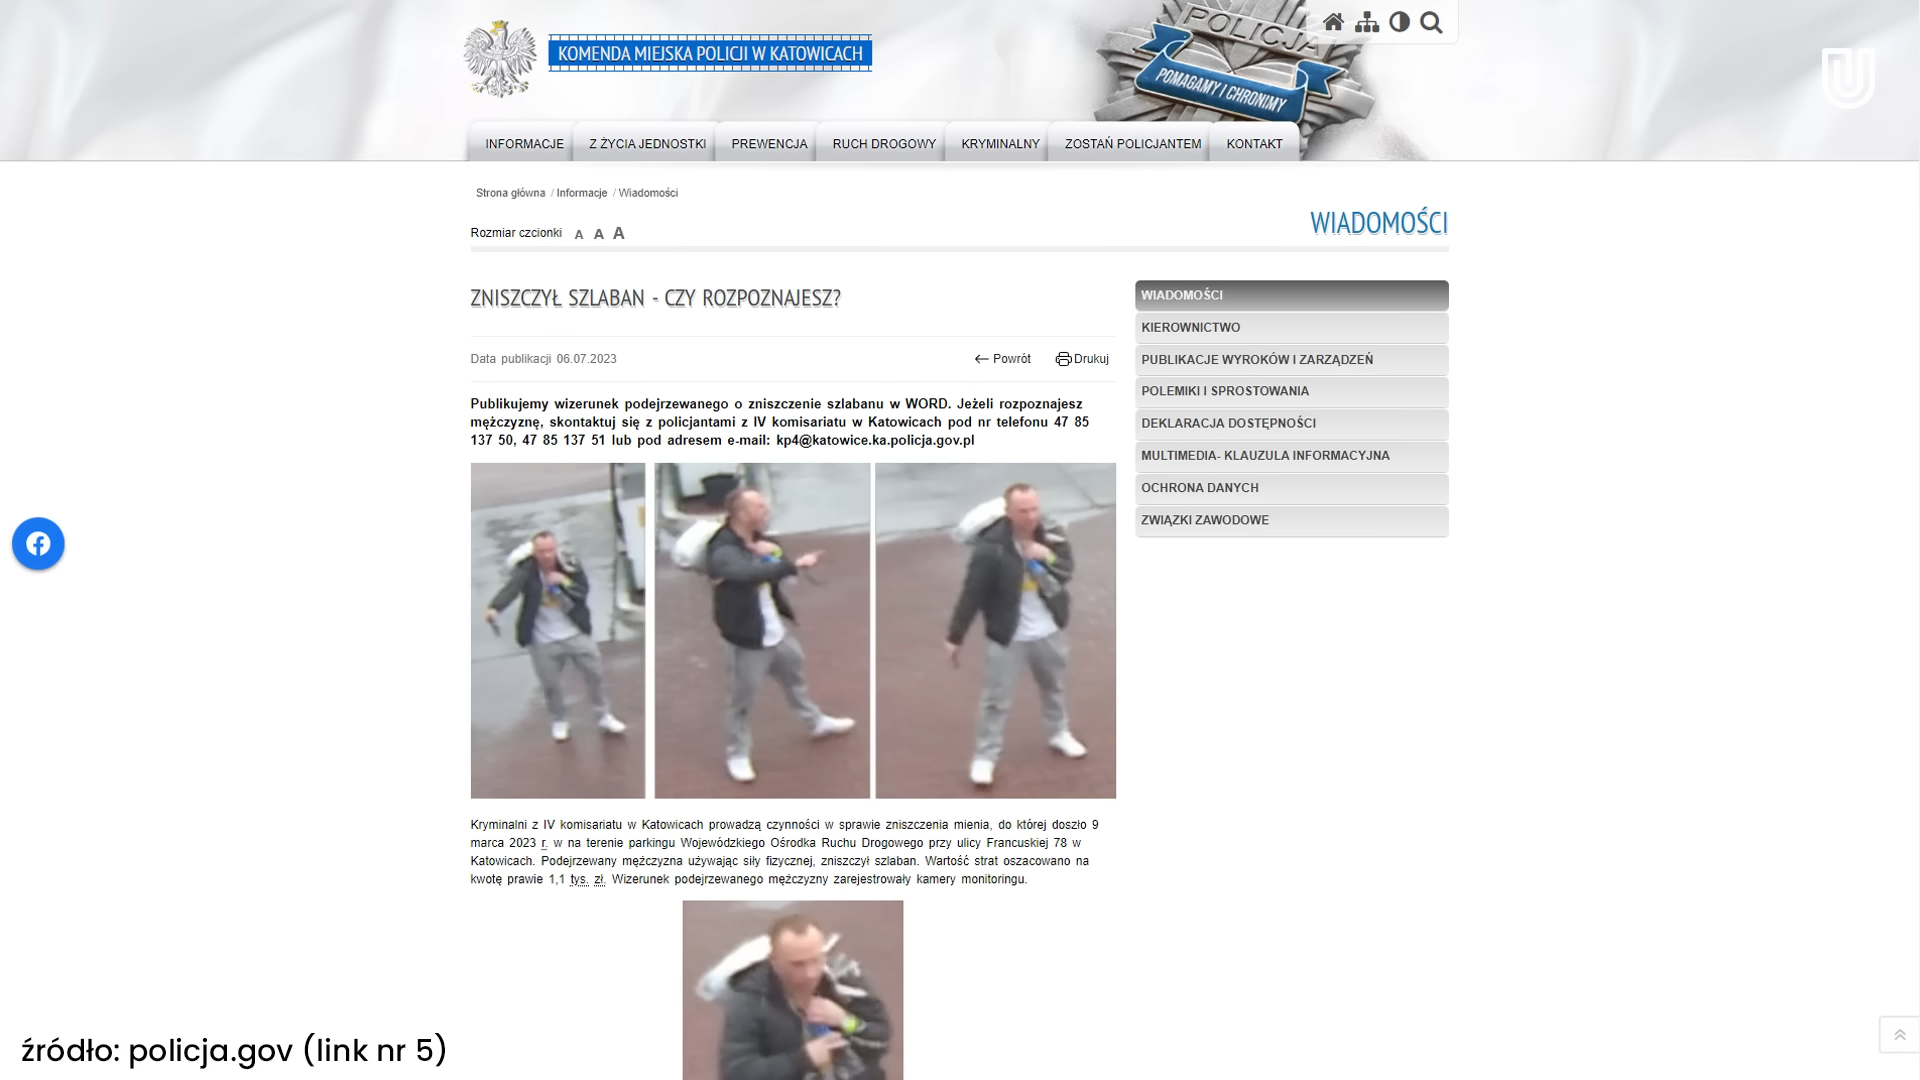 POLICJA
POMAGAMY I CHRONIMY
KOMENDA MIEJSKA POLICJI W KATOWICACH
INFORMACJE
Z ŻYCIA JEDNOSTKI
PREWENCJA
RUCH DROGOWY
KRYMINALNY
ZOSTAŃ POLICJANTEM
KONTAKT
Strona główna / Informacje / Wiadomości
Rozmiar czcionki A A A
WIADOMOŚCI
ZNISZCZYŁ SZLABAN - CZY ROZPOZNAJESZ?
Data publikacji 06.07.2023
Powrót
Drukuj
Publikujemy wizerunek podejrzewanego o zniszczenie szlabanu w WORD. Jeżeli rozpoznajesz
mężczyznę, skontaktuj się z policjantami z IV komisariatu w Katowicach pod nr telefonu 47 85
137 50, 47 85 137 51 lub pod adresem e-mail: kp4@katowice.ka.policja.gov.pl
Kryminalni z IV komisariatu w Katowicach prowadzą czynności w sprawie zniszczenia mienia, do której doszło 9
marca 2023 r. w na terenie parkingu Wojewódzkiego Ośrodka Ruchu Drogowego przy ulicy Francuskiej 78 w
Katowicach. Podejrzewany mężczyzna używając siły fizycznej, zniszczył szlaban. Wartość strat oszacowano na
kwotę prawie 1,1 tys. zł. Wizerunek podejrzewanego mężczyzny zarejestrowały kamery monitoringu.
WIADOMOŚCI
KIEROWNICTWO
PUBLIKACJE WYROKÓW I ZARZĄDZEŃ
POLEMIKI I SPROSTOWANIA
DEKLARACJA DOSTĘPNOŚCI
MULTIMEDIA- KLAUZULA INFORMACYJNA
OCHRONA DANYCH
ZWIĄZKI ZAWODOWE
źródło: policja.gov (link nr 5)